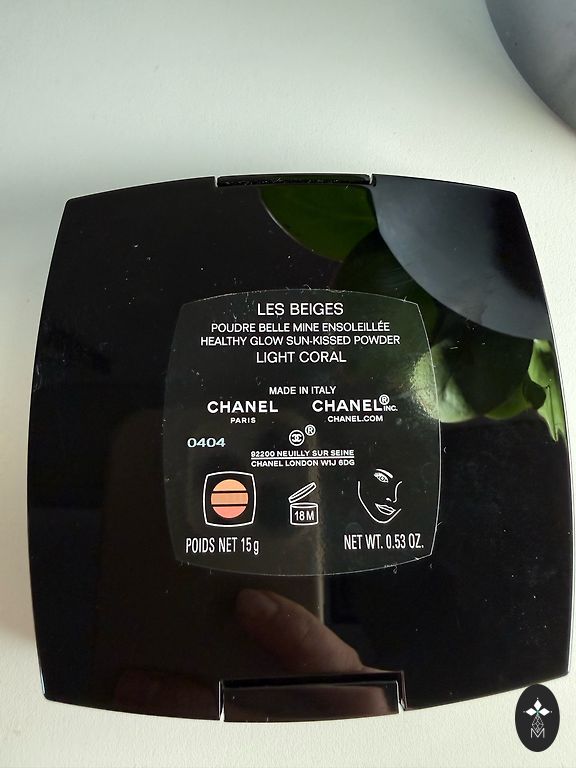 LES BEIGES
POUDRE BELLE MINE ENSOLEILLÉE
HEALTHY GLOW SUN-KISSED POWDER
LIGHT CORAL
MADE IN ITALY
CHANEL CHANEL® INC.
PARIS CHANEL.COM
0404 ®
92200 NEUILLY SUR SEINE
CHANEL LONDON W1J 6DG
18M
POIDS NET 15g NET WT. 0.53 OZ.
M